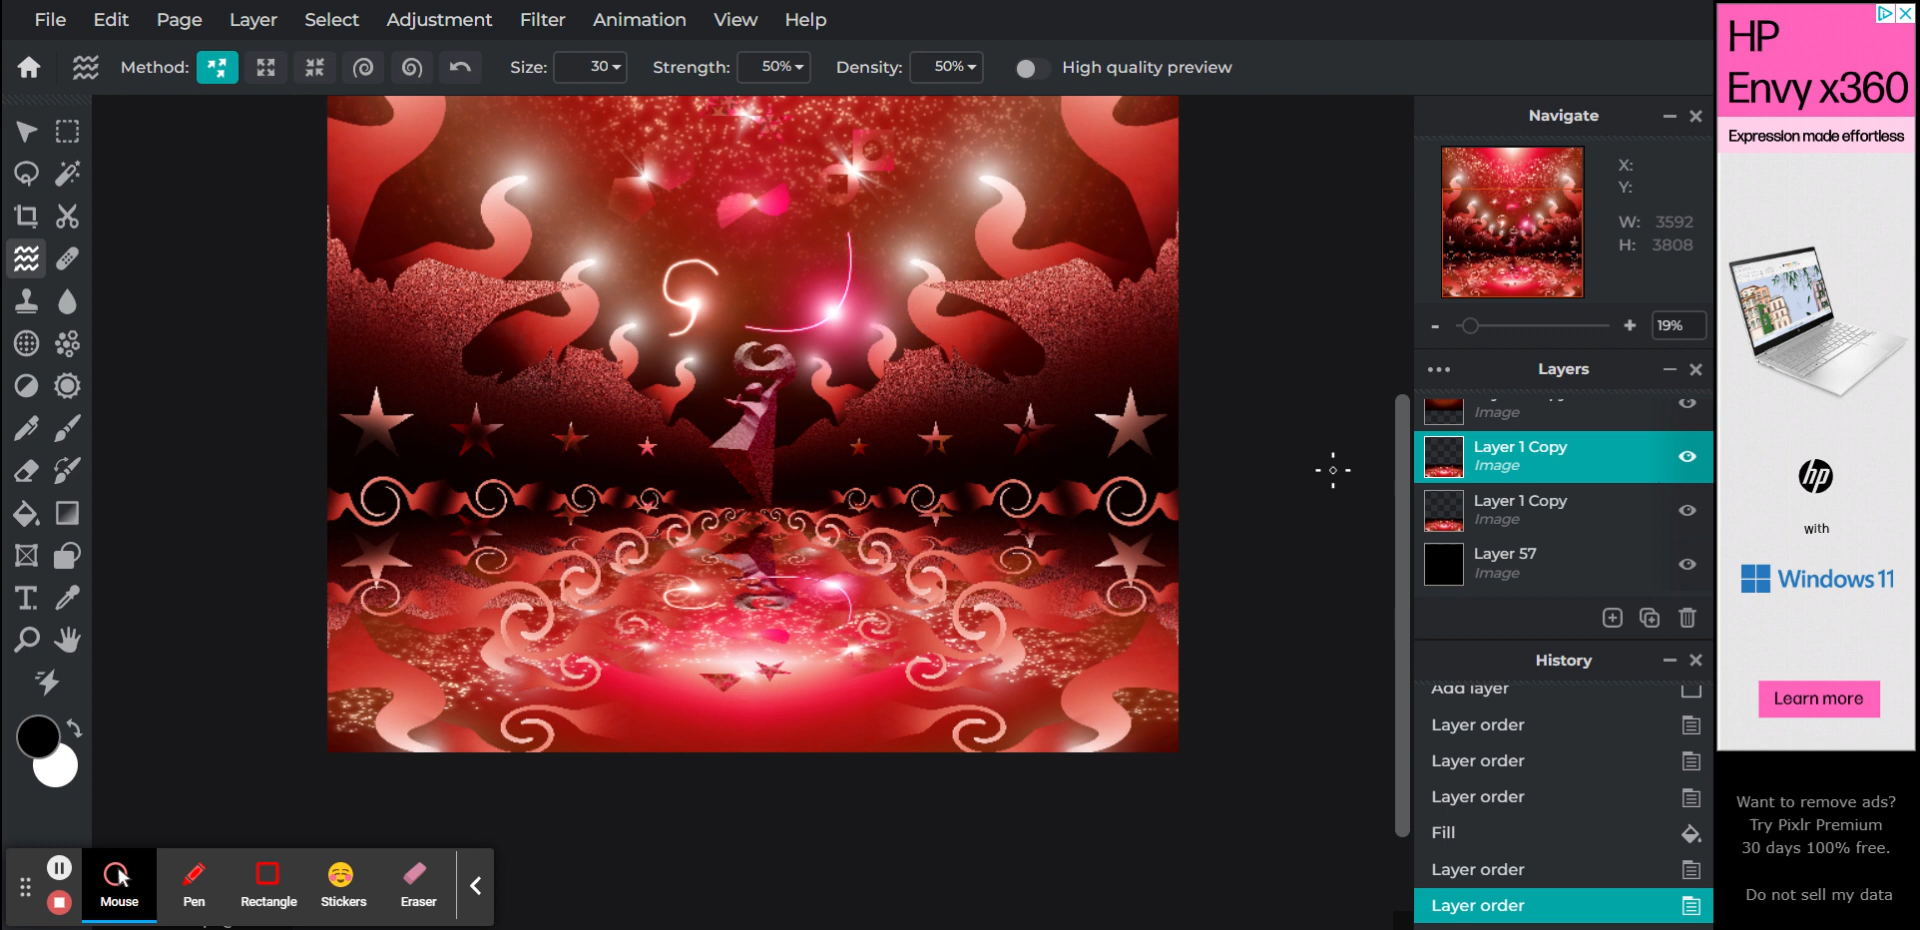 File Edit Page Layer Select Adjustment Filter Animation View Help
Method: Size: 30 Strength: 50% Density: 50% High quality preview
Navigate
X:
Y:
W: 3592
H: 3808
- + 19%
Layers
Image
Layer 1 Copy
Image
Layer 1 Copy
Image
Layer 57
Image
History
Add layer
Layer order
Layer order
Layer order
Fill
Layer order
Layer order
Mouse Pen Rectangle Stickers Eraser
HP
Envy x360
Expression made effortless
hp
with
Windows 11
Learn more
Want to remove ads?
Try Pixlr Premium
30 days 100% free.
Do not sell my data